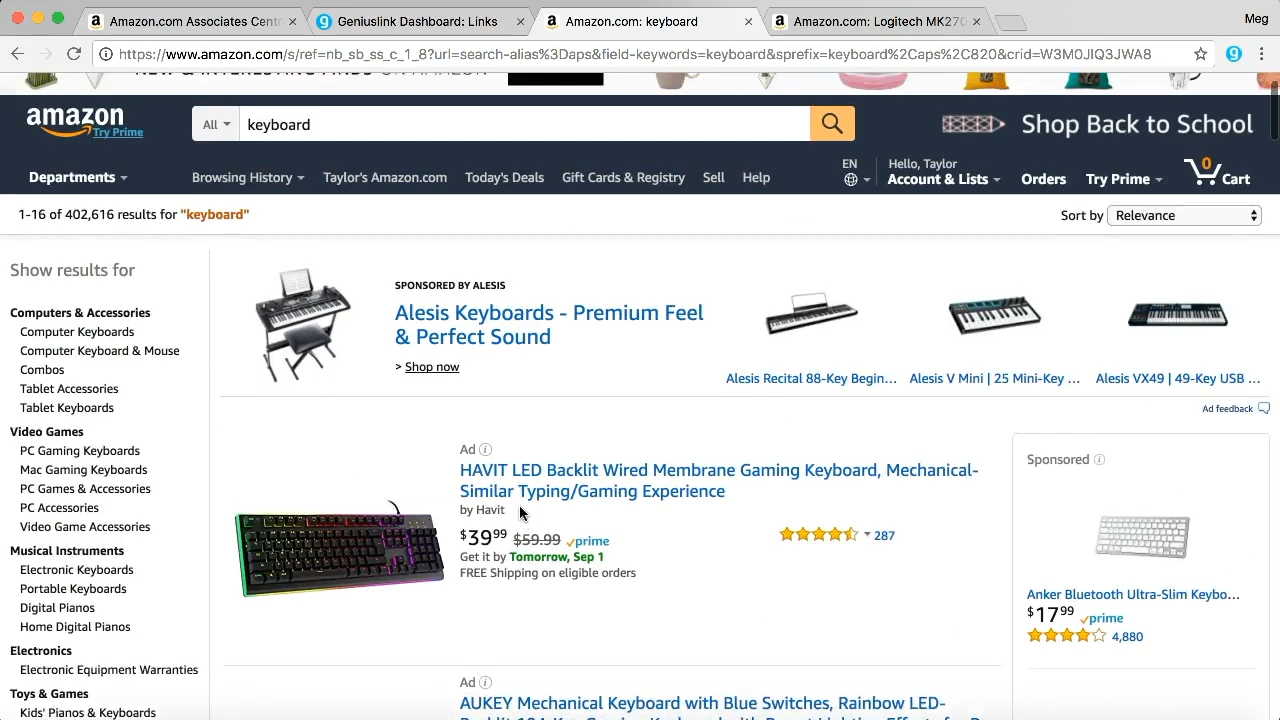 Amazon.com Associates Cent
Geniuslink Dashboard: Links
Amazon.com: keyboard
Amazon.com: Logitech MK270
Meg
https://www.amazon.com/s/ref=nb_sb_ss_c_1_8?url=search-alias%3Daps&field-keywords=keyboard&sprefix=keyboard%2Caps%2C820&crid=W3M0JIQ3JWA8
NEW & INTERESTING FINDS ON AMAZON
amazon
Try Prime
All
keyboard
Shop Back to School
Departments
Browsing History
Taylor's Amazon.com
Today's Deals
Gift Cards & Registry
Sell
Help
EN
Hello, Taylor
Account & Lists
Orders
Try Prime
0
Cart
1-16 of 402,616 results for "keyboard"
Sort by
Relevance
Show results for
Computers & Accessories
Computer Keyboards
Computer Keyboard & Mouse
Combos
Tablet Accessories
Tablet Keyboards
Video Games
PC Gaming Keyboards
Mac Gaming Keyboards
PC Games & Accessories
PC Accessories
Video Game Accessories
Musical Instruments
Electronic Keyboards
Portable Keyboards
Digital Pianos
Home Digital Pianos
Electronics
Electronic Equipment Warranties
Toys & Games
Kids' Pianos & Keyboards
SPONSORED BY ALESIS
Alesis Keyboards - Premium Feel
& Perfect Sound
> Shop now
Alesis Recital 88-Key Begin...
Alesis V Mini | 25 Mini-Key ...
Alesis VX49 | 49-Key USB ...
Ad feedback
Ad
HAVIT LED Backlit Wired Membrane Gaming Keyboard, Mechanical-
Similar Typing/Gaming Experience
by Havit
$39 99 $59.99 prime
Get it by Tomorrow, Sep 1
FREE Shipping on eligible orders
287
Sponsored
Anker Bluetooth Ultra-Slim Keybo...
$17 99 prime
4,880
Ad
AUKEY Mechanical Keyboard with Blue Switches, Rainbow LED-